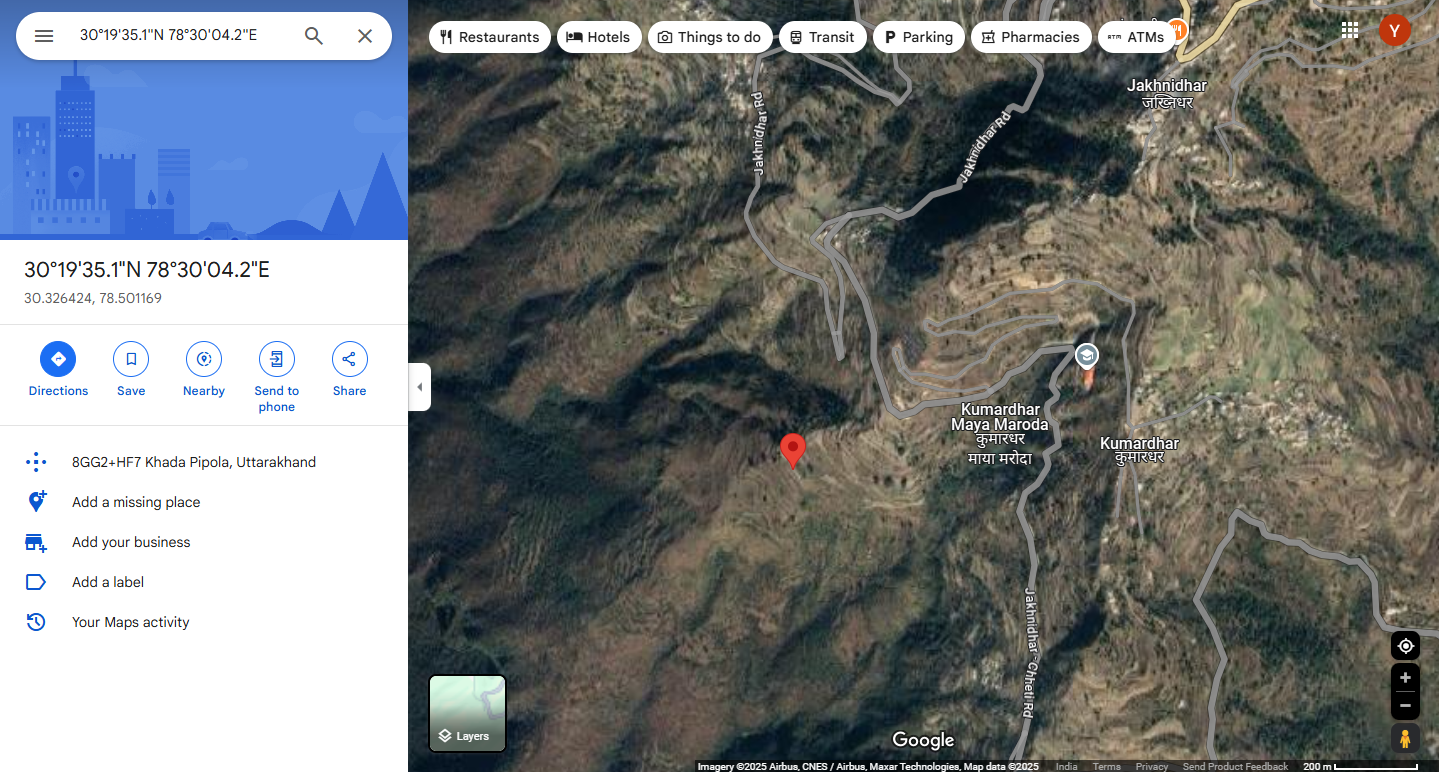 30°19'35.1"N 78°30'04.2"E
Restaurants
Hotels
Things to do
Transit
Parking
Pharmacies
ATM ATMs
Y
30°19'35.1"N 78°30'04.2"E
30.326424, 78.501169
Directions
Save
Nearby
Send to
phone
Share
8GG2+HF7 Khada Pipola, Uttarakhand
Add a missing place
Add your business
Add a label
Your Maps activity
Jakhnidhar
जख्निधर
Jakhnidhar Rd
Jakhnidhar Rd
Kumardhar
Maya Maroda
कुमारधर
माया मरोदा
Kumardhar
कुमारधर
Jakhnidhar - Chheti Rd
Layers
Google
Imagery ©2025 Airbus, CNES / Airbus, Maxar Technologies, Map data ©2025 India Terms Privacy Send Product Feedback 200 m